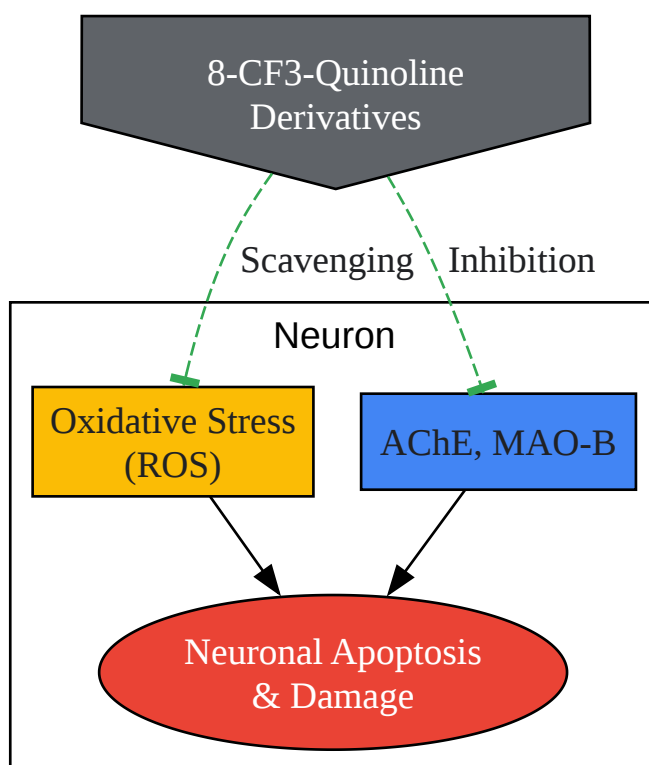 8-CF3-Quinoline
Derivatives
Scavenging
Inhibition
Neuron
Oxidative Stress
(ROS)
AChE, MAO-B
Neuronal Apoptosis
& Damage